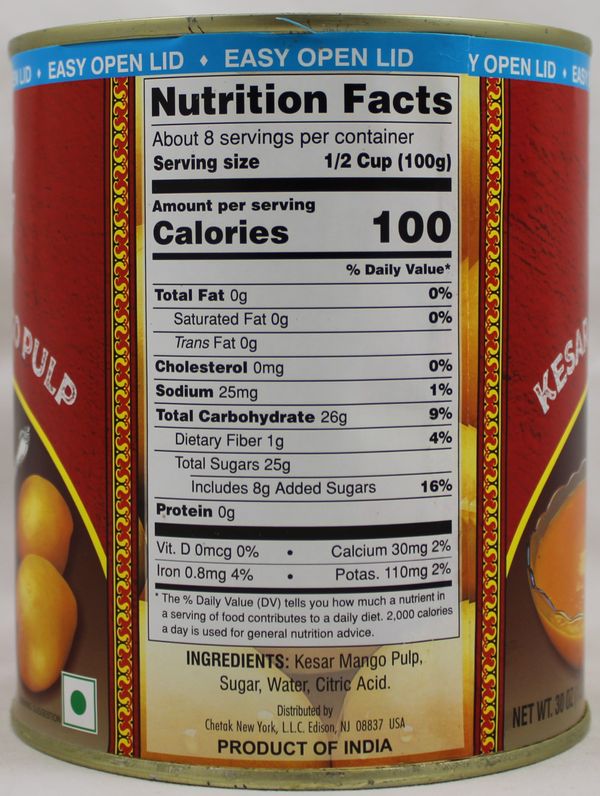 EASY OPEN LID ♦ EASY OPEN LID
Y OPEN LID ♦
Nutrition Facts
About 8 servings per container
Serving size 1/2 Cup (100g)
Amount per serving
Calories 100
% Daily Value*
Total Fat 0g 0%
Saturated Fat 0g 0%
Trans Fat 0g
Cholesterol 0mg 0%
Sodium 25mg 1%
Total Carbohydrate 26g 9%
Dietary Fiber 1g 4%
Total Sugars 25g
Includes 8g Added Sugars 16%
Protein 0g
Vit. D 0mcg 0% • Calcium 30mg 2%
Iron 0.8mg 4% • Potas. 110mg 2%
* The % Daily Value (DV) tells you how much a nutrient in
a serving of food contributes to a daily diet. 2,000 calories
a day is used for general nutrition advice.
INGREDIENTS: Kesar Mango Pulp,
Sugar, Water, Citric Acid.
Distributed by
Chetak New York, L.L.C. Edison, NJ 08837 USA
PRODUCT OF INDIA
O PULP
KESA
NET WT. 30 OZ